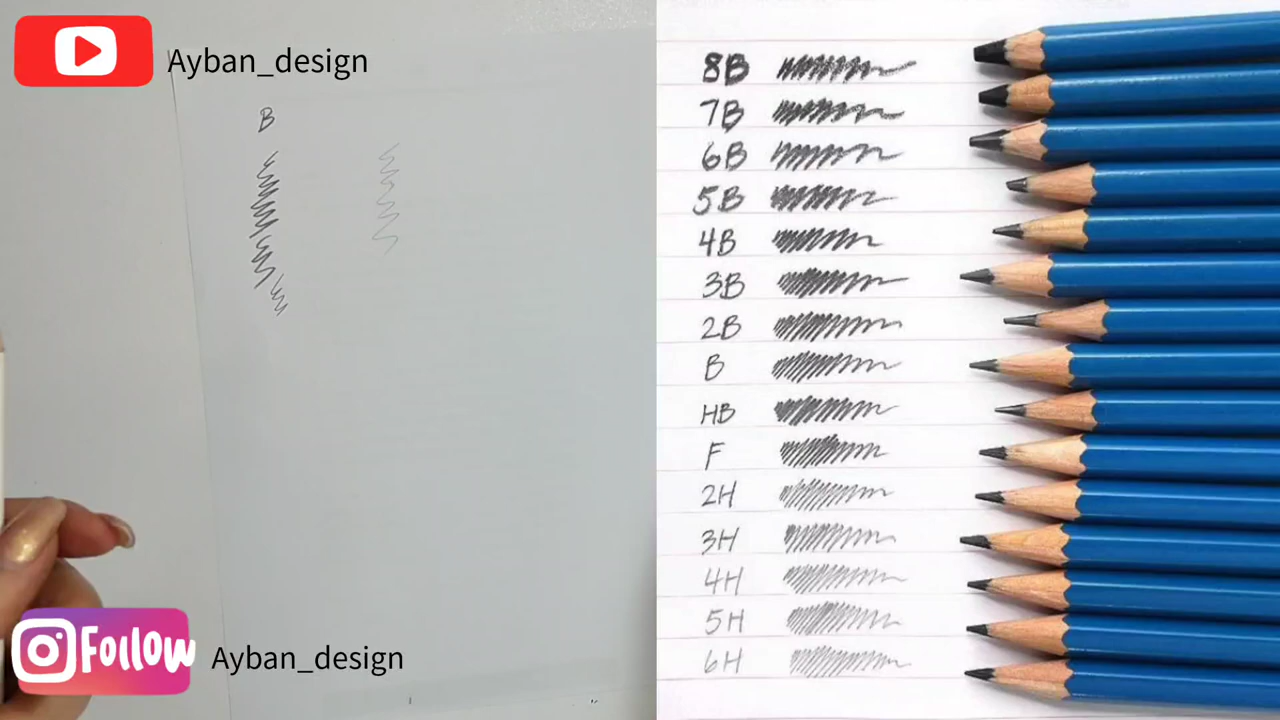 Ayban_design
B
8B
7B
6B
5B
4B
3B
2B
B
HB
F
2H
3H
4H
5H
6H
Follow
Ayban_design